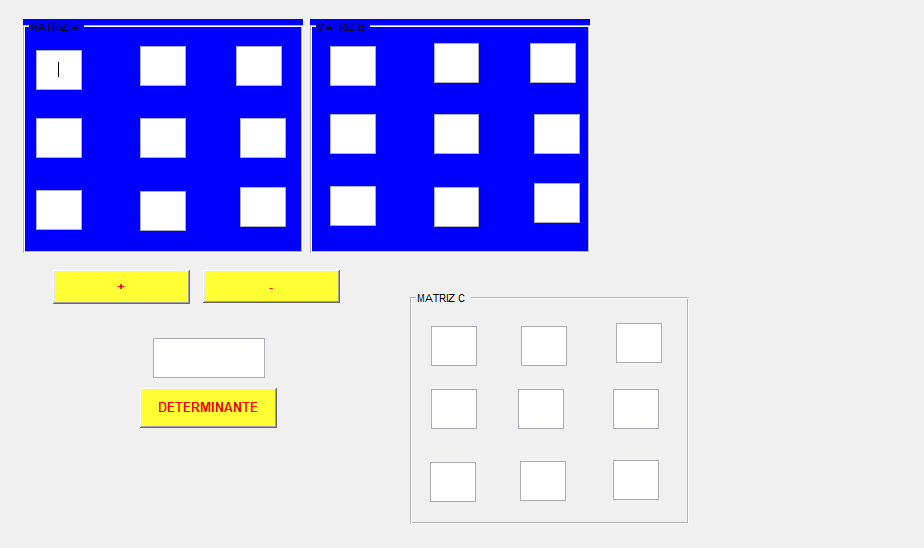 MATRIZ A
MATRIZ B
+
-
MATRIZ C
DETERMINANTE